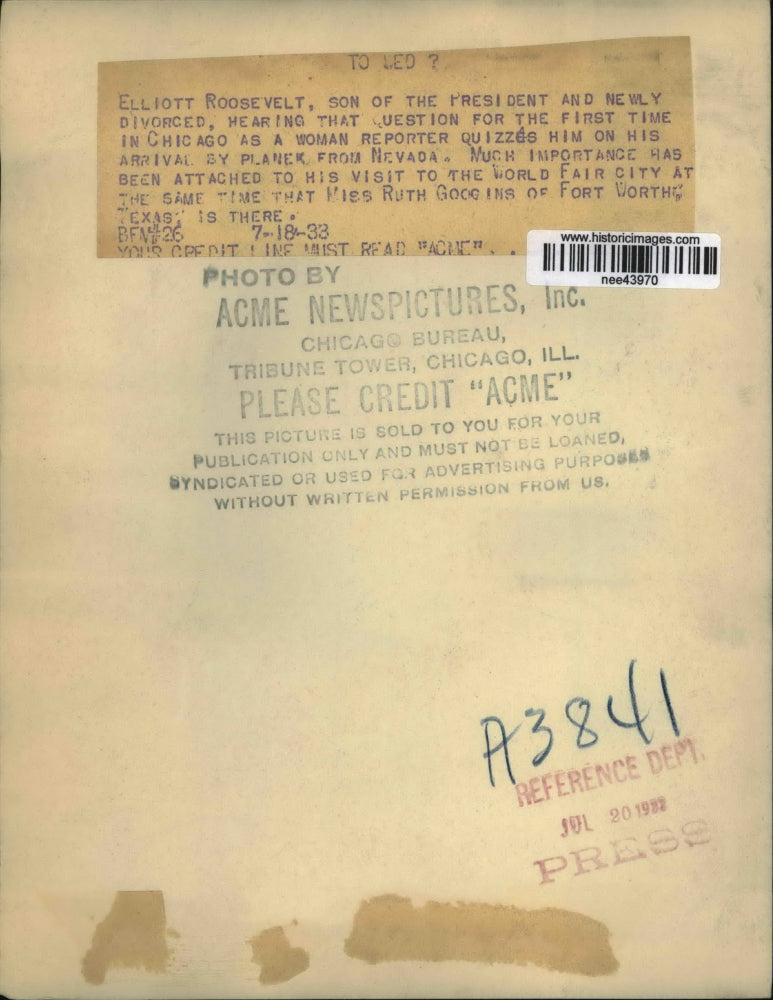 TO WED ?
ELLIOTT ROOSEVELT, SON OF THE PRESIDENT AND NEWLY
DIVORCED, HEARING THAT QUESTION FOR THE FIRST TIME
IN CHICAGO AS A WOMAN REPORTER QUIZZES HIM ON HIS
ARRIVAL BY PLANEK FROM NEVADA. MUCH IMPORTANCE HAS
BEEN ATTACHED TO HIS VISIT TO THE WORLD FAIR CITY AT
THE SAME TIME THAT MISS RUTH GOOGINS OF FORT WORTH,
TEXAS, IS THERE.
BFM#26 7-18-33
YOUR CREDIT LINE MUST READ "ACME". .
www.historicimages.com
nee43970
PHOTO BY
ACME NEWSPICTURES, Inc.
CHICAGO BUREAU,
TRIBUNE TOWER, CHICAGO, ILL.
PLEASE CREDIT "ACME"
THIS PICTURE IS SOLD TO YOU FOR YOUR
PUBLICATION ONLY AND MUST NOT BE LOANED,
SYNDICATED OR USED FOR ADVERTISING PURPOSES
WITHOUT WRITTEN PERMISSION FROM US.
A3841
REFERENCE DEPT.
JUL 20
PRESS